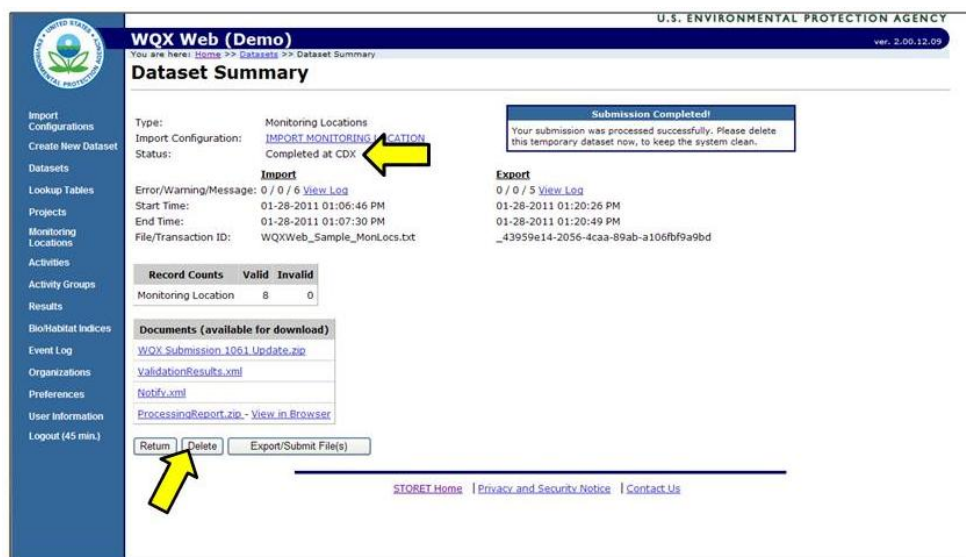 U.S. ENVIRONMENTAL PROTECTION AGENCY
WQX Web (Demo)
ver. 2.00.12.09
You are here: Home >> Datasets >> Dataset Summary
Dataset Summary
Import
Configurations
Create New Dataset
Datasets
Lookup Tables
Projects
Monitoring
Locations
Activities
Activity Groups
Results
Bio/Habitat Indices
Event Log
Organizations
Preferences
User Information
Logout (45 min.)
Type: Monitoring Locations
Import Configuration: IMPORT MONITORING
Status: Completed at CDX
Submission Completed!
Your submission was processed successfully. Please delete
this temporary dataset now, to keep the system clean.
Import Export
Error/Warning/Message: 0 / 0 / 6 View Log 0 / 0 / 5 View Log
Start Time: 01-28-2011 01:06:46 PM 01-28-2011 01:20:26 PM
End Time: 01-28-2011 01:07:30 PM 01-28-2011 01:20:49 PM
File/Transaction ID: WQXWeb_Sample_MonLocs.txt _43959e14-2056-4caa-89ab-a106fbf9a9bd
Record Counts Valid Invalid
Monitoring Location 8 0
Documents (available for download)
WQX Submission 1061 Update.zip
ValidationResults.xml
Notify.xml
ProcessingReport.zip - View in Browser
Return Delete Export/Submit File(s)
STORET Home | Privacy and Security Notice | Contact Us